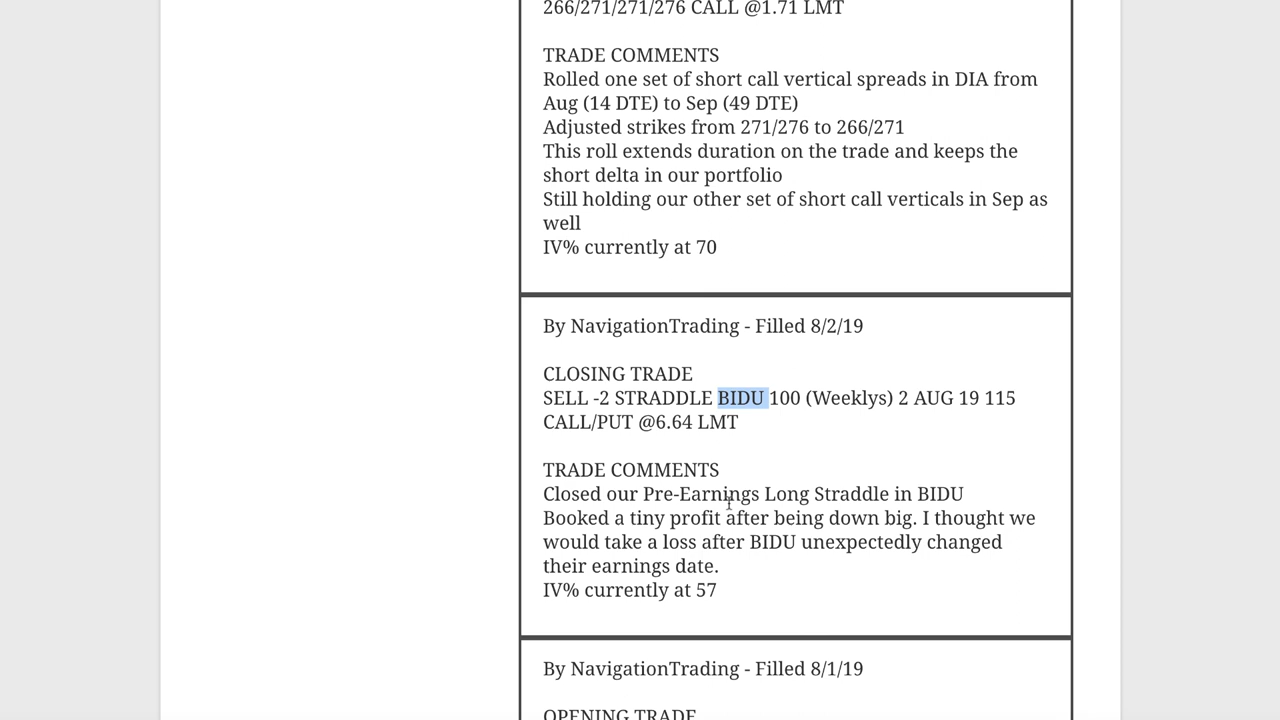 266/271/271/276 CALL @1.71 LMT
TRADE COMMENTS
Rolled one set of short call vertical spreads in DIA from
Aug (14 DTE) to Sep (49 DTE)
Adjusted strikes from 271/276 to 266/271
This roll extends duration on the trade and keeps the
short delta in our portfolio
Still holding our other set of short call verticals in Sep as
well
IV% currently at 70
By NavigationTrading - Filled 8/2/19
CLOSING TRADE
SELL -2 STRADDLE BIDU 100 (Weeklys) 2 AUG 19 115
CALL/PUT @6.64 LMT
TRADE COMMENTS
Closed our Pre-Earnings Long Straddle in BIDU
Booked a tiny profit after being down big. I thought we
would take a loss after BIDU unexpectedly changed
their earnings date.
IV% currently at 57
By NavigationTrading - Filled 8/1/19
OPENING TRADE